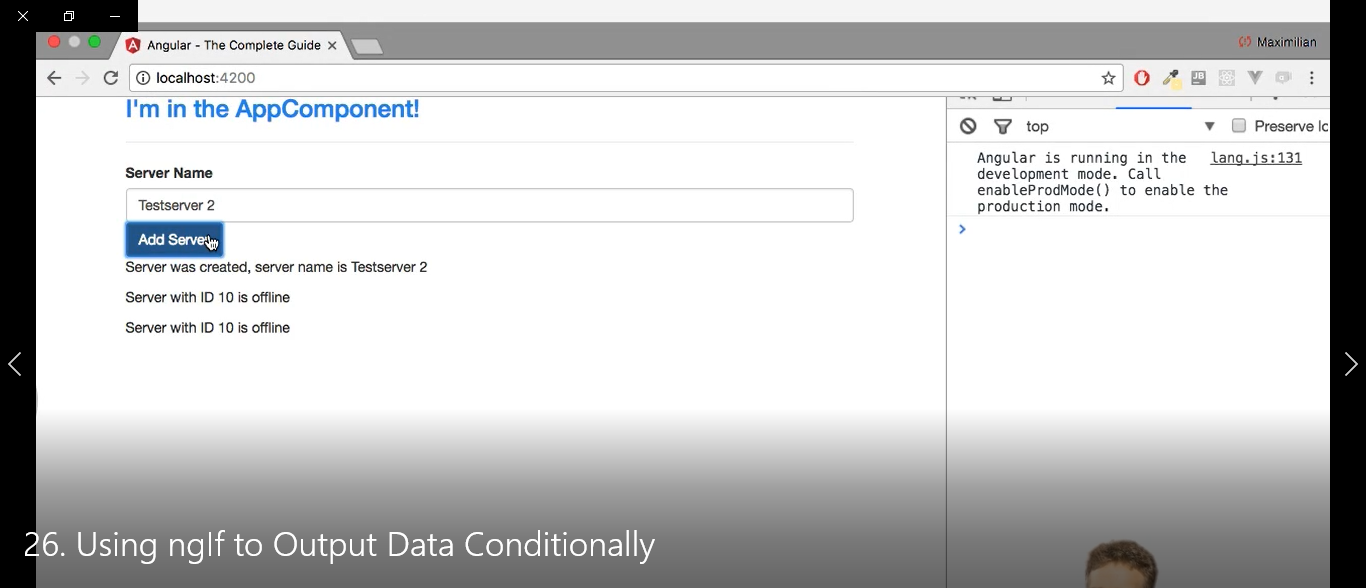 Angular - The Complete Guide
Maximilian
localhost:4200
I'm in the AppComponent!
Server Name
Testserver 2
Add Server
Server was created, server name is Testserver 2
Server with ID 10 is offline
Server with ID 10 is offline
top
Preserve lo
Angular is running in the lang.js:131
development mode. Call
enableProdMode() to enable the
production mode.
26. Using ngIf to Output Data Conditionally